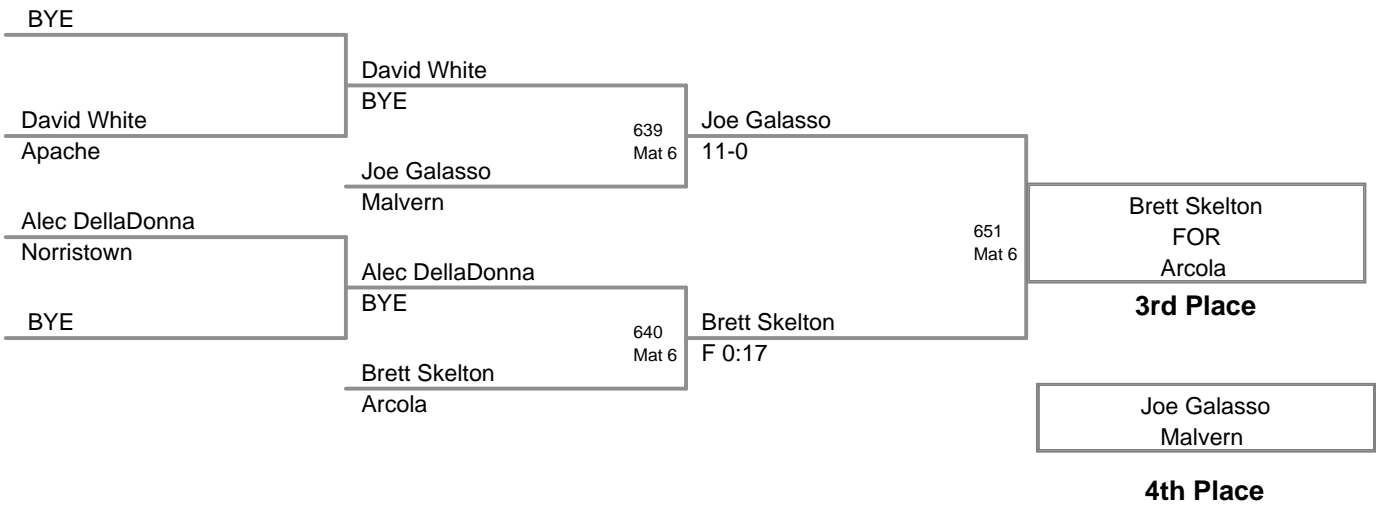 BYE
David White
Apache
Alec DellaDonna
Norristown
BYE
David White
BYE
639
Mat 6
Joe Galasso
Malvern
Alec DellaDonna
BYE
640
Mat 6
Brett Skelton
Arcola
Joe Galasso
11-0
651
Mat 6
Brett Skelton
F 0:17
Brett Skelton
FOR
Arcola
3rd Place
Joe Galasso
Malvern
4th Place